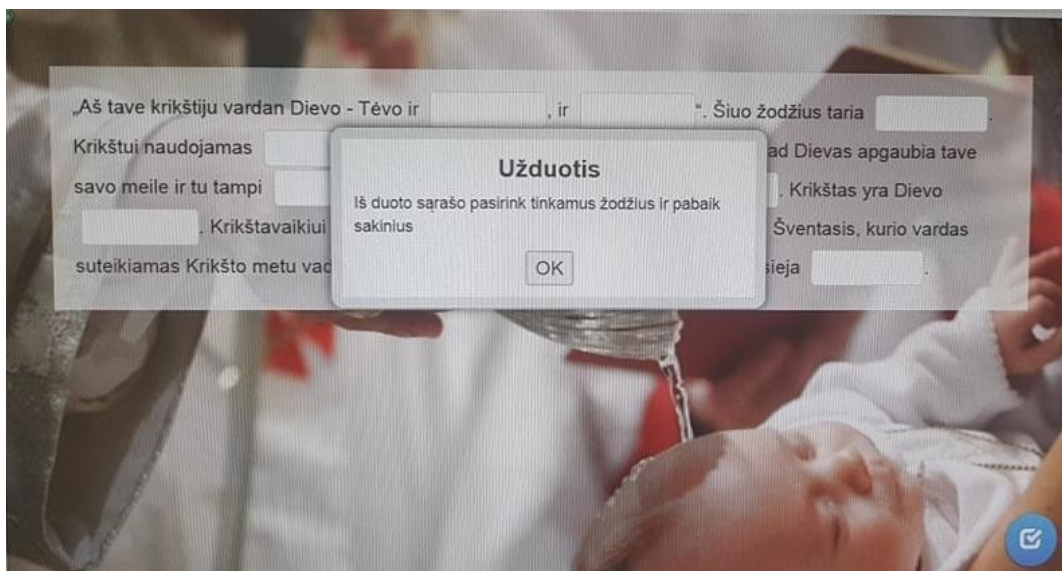 „Aš tave krikštiju vardan Dievo - Tėvo ir , ir “. Šiuo žodžius taria .
Krikštui naudojamas ad Dievas apgaubia tave
savo meile ir tu tampi . Krikštas yra Dievo
. Krikštavaikiui Šventasis, kurio vardas
suteikiamas Krikšto metu vad sieja .
Užduotis
Iš duoto sąrašo pasirink tinkamus žodžius ir pabaik
sakinius
OK